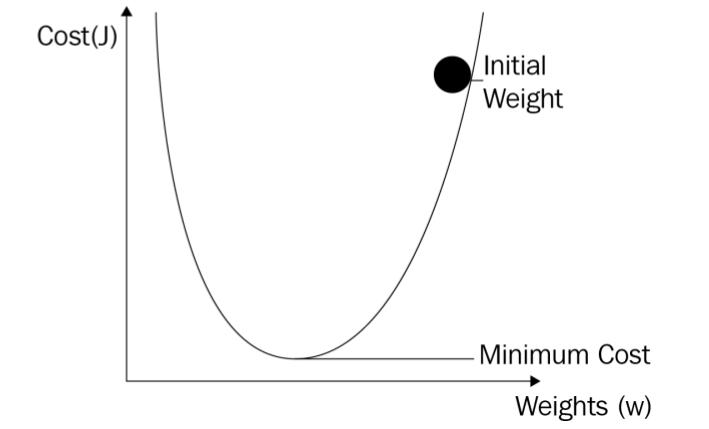 Cost(J)
Initial
Weight
Minimum Cost
Weights (w)